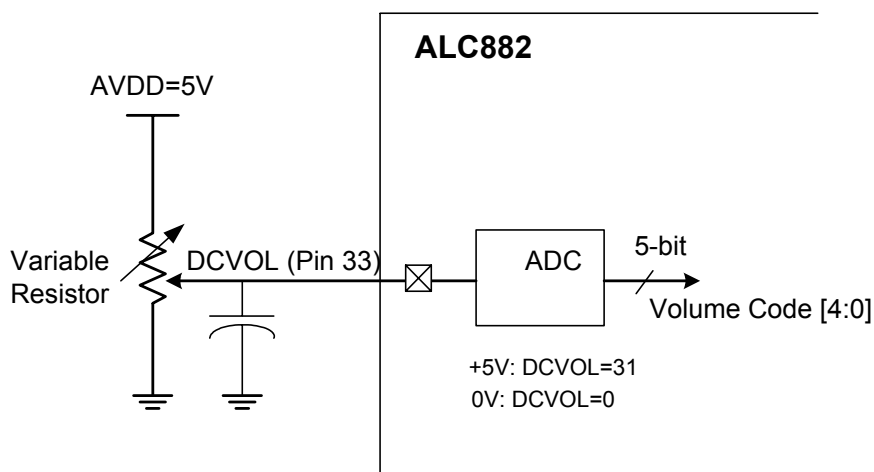 ALC882
AVDD=5V
Variable
Resistor
DCVOL (Pin 33)
ADC
5-bit
Volume Code [4:0]
+5V: DCVOL=31
0V: DCVOL=0